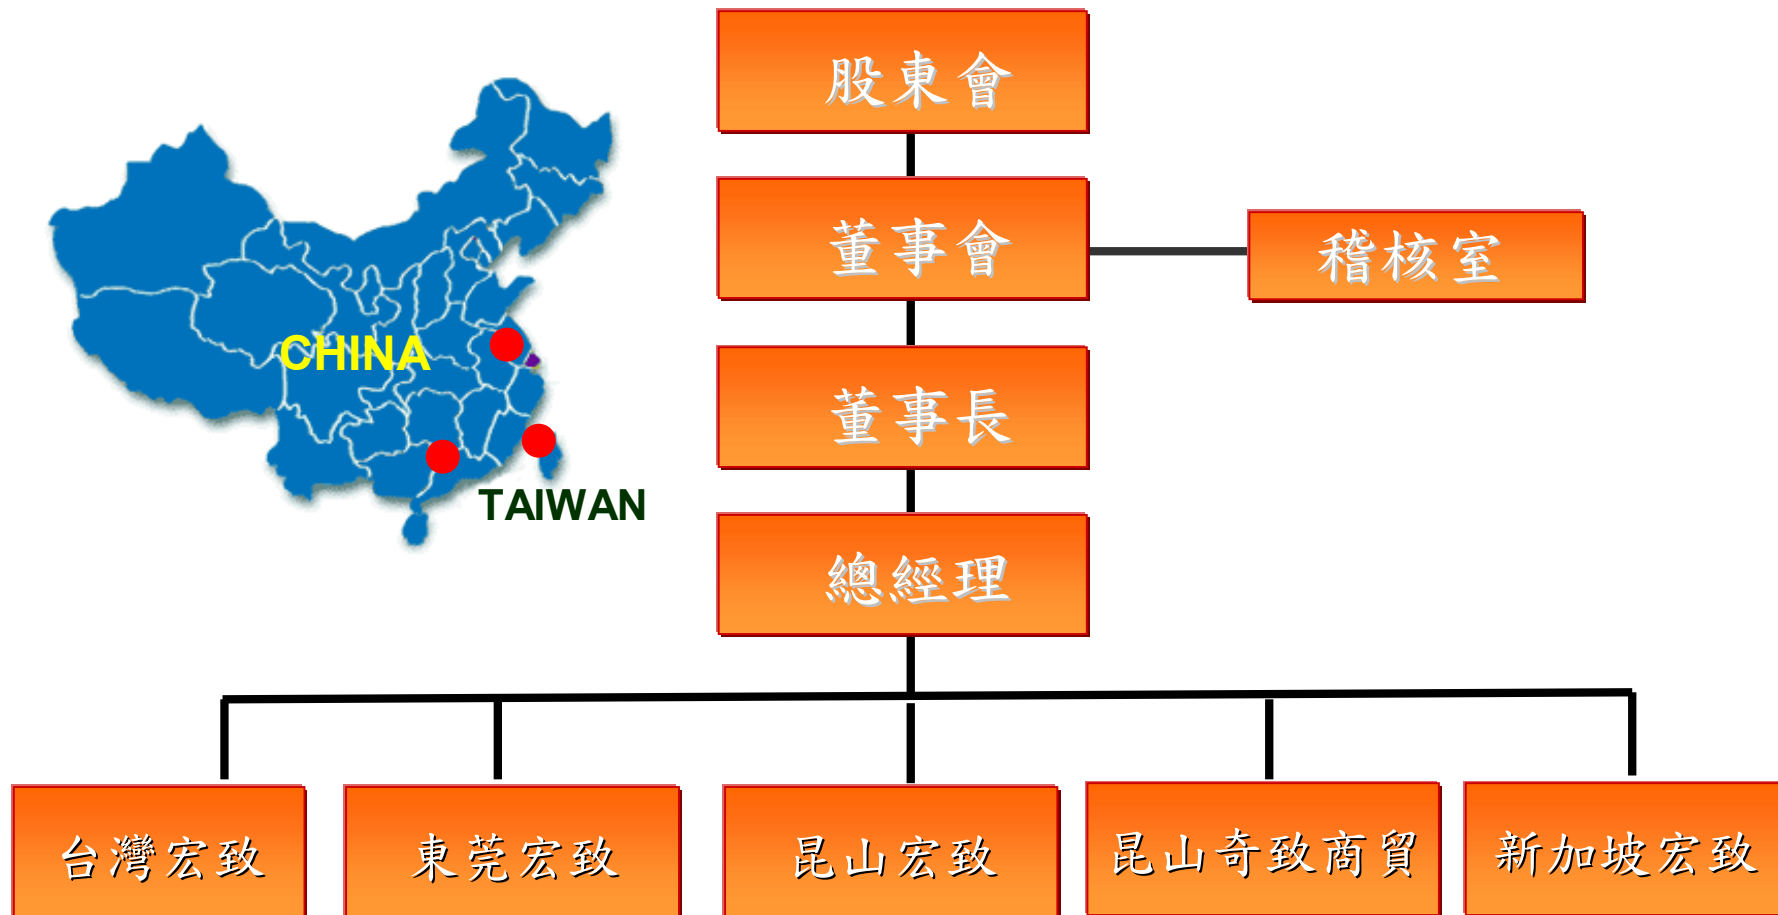 股東會
董事會
稽核室
董事長
總經理
CHINA
TAIWAN
台灣宏致
東莞宏致
昆山宏致
昆山奇致商貿
新加坡宏致